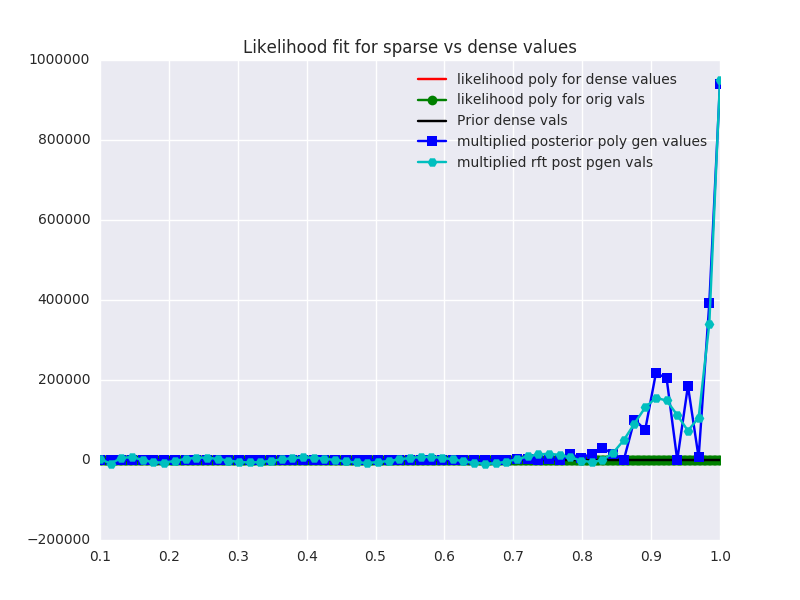 Likelihood fit for sparse vs dense values
1000000
800000
600000
400000
200000
0
−200000
likelihood poly for dense values
likelihood poly for orig vals
Prior dense vals
multiplied posterior poly gen values
multiplied rft post pgen vals
0.1 0.2 0.3 0.4 0.5 0.6 0.7 0.8 0.9 1.0